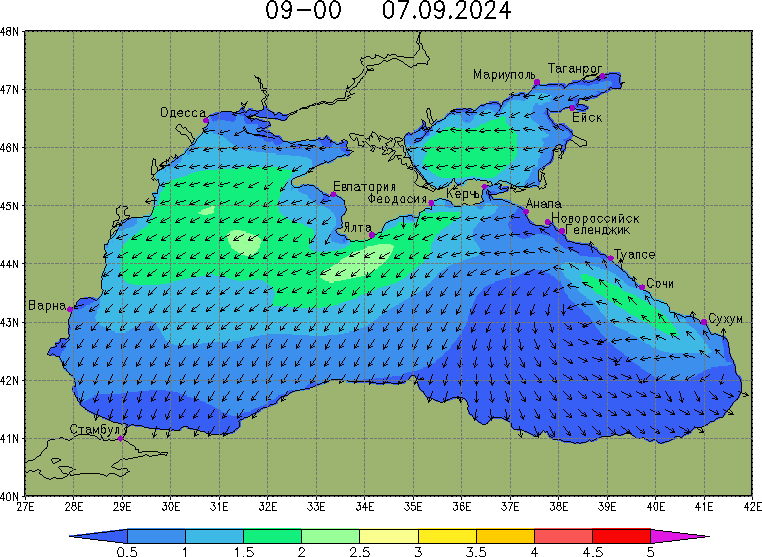 09-00 07.09.2024
48N
47N
46N
45N
44N
43N
42N
41N
40N
Таганрог
Мариуполь
Ейск
Одесса
Евпатория
Феодосия
Керчь
Анапа
Новороссийск
Геленджик
Ялта
Туапсе
Сочи
Варна
Сухум
Стамбул
27E 28E 29E 30E 31E 32E 33E 34E 35E 36E 37E 38E 39E 40E 41E 42E
0.5 1 1.5 2 2.5 3 3.5 4 4.5 5